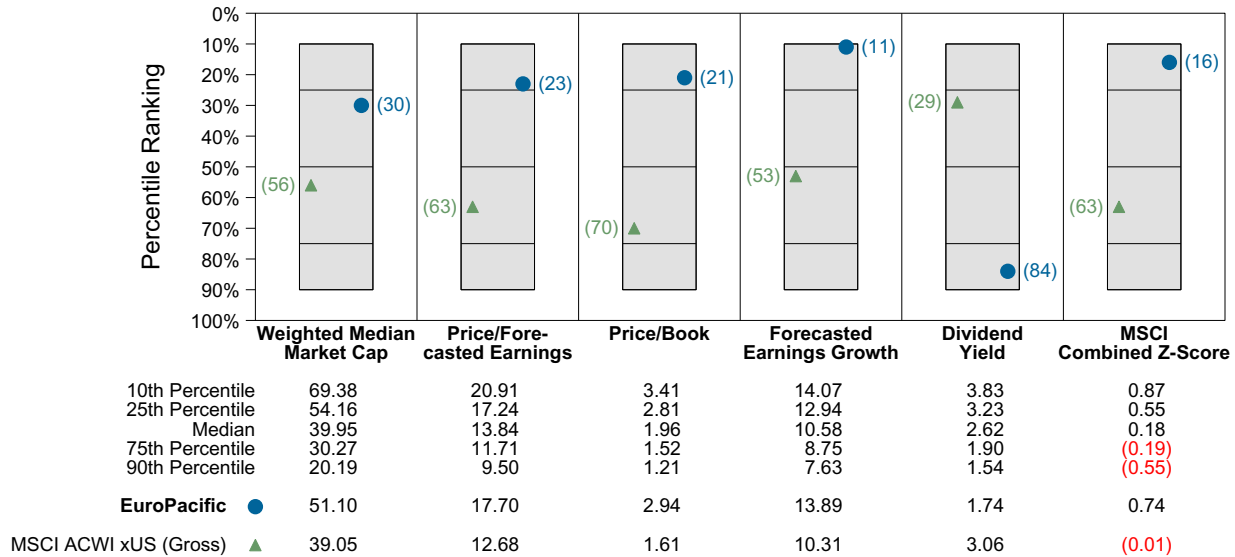 Percentile Ranking
0%
10%
20%
30%
40%
50%
60%
70%
80%
90%
100%
(30)
(56)
(23)
(63)
(21)
(70)
(11)
(53)
(29)
(84)
(16)
(63)
Weighted Median
Market Cap
Price/Fore-
casted Earnings
Price/Book
Forecasted
Earnings Growth
Dividend
Yield
MSCI
Combined Z-Score
10th Percentile 69.38 20.91 3.41 14.07 3.83 0.87
25th Percentile 54.16 17.24 2.81 12.94 3.23 0.55
Median 39.95 13.84 1.96 10.58 2.62 0.18
75th Percentile 30.27 11.71 1.52 8.75 1.90 (0.19)
90th Percentile 20.19 9.50 1.21 7.63 1.54 (0.55)
EuroPacific 51.10 17.70 2.94 13.89 1.74 0.74
MSCI ACWI xUS (Gross) 39.05 12.68 1.61 10.31 3.06 (0.01)